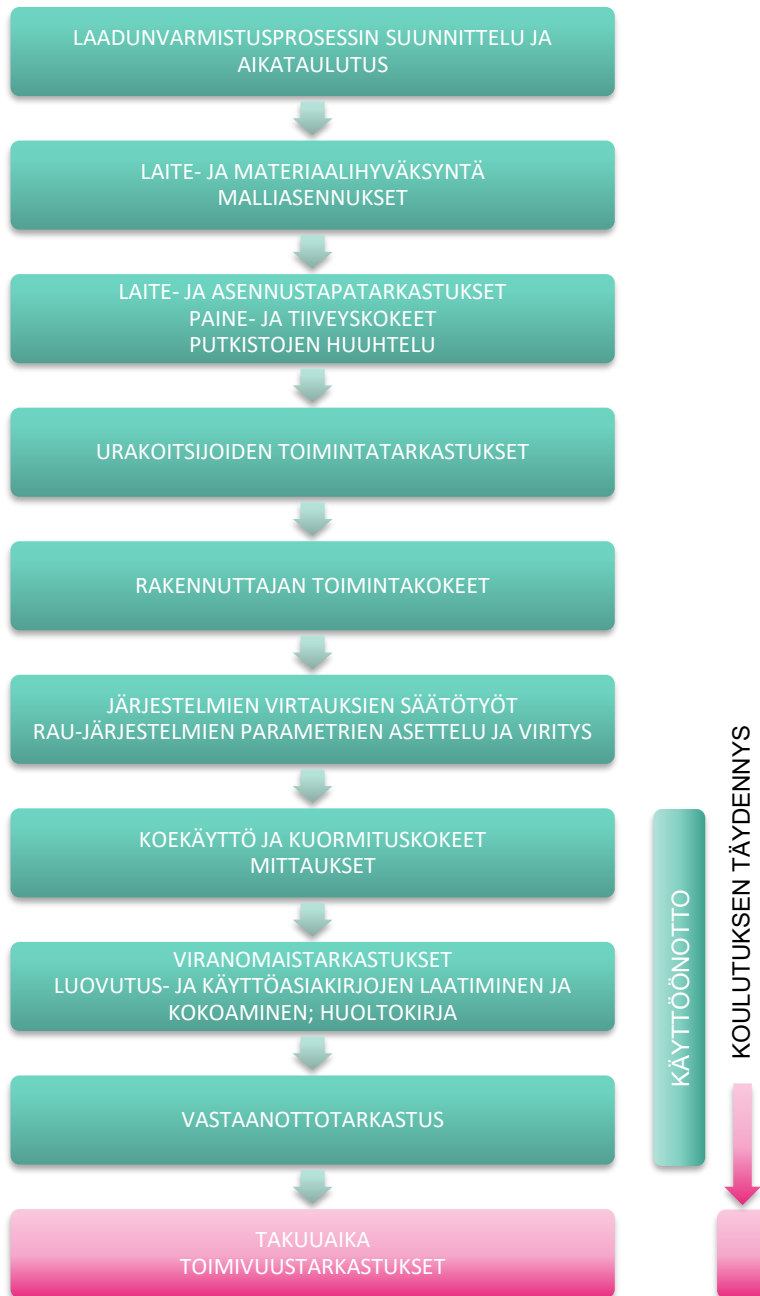 LAADUNVARMISTUSPROSESSIN SUUNNITTELU JA
AIKATAULUTUS
LAITE- JA MATERIAALIHYVÄKSYNTÄ
MALLIASENNUKSET
LAITE- JA ASENNUSTAPATARKASTUKSET
PAINE- JA TIIVEYSKOKEET
PUTKISTOJEN HUUHTELU
URAKOITSIJOIDEN TOIMINTATARKASTUKSET
RAKENNUTTAJAN TOIMINTAKOKEET
JÄRJESTELMIEN VIRTAUKSIEN SÄÄTÖTYÖT
RAU-JÄRJESTELMIEN PARAMETRIEN ASETTELU JA VIRITYS
KOEKÄYTTÖ JA KUORMITUSKOKEET
MITTAUKSET
VIRANOMAISTARKASTUKSET
LUOVUTUS- JA KÄYTTÖASIAKIRJOJEN LAATIMINEN JA
KOKOAMINEN; HUOLTOKIRJA
VASTAANOTTOTARKASTUS
TAKUUAIKA
TOIMIVUUSTARKASTUKSET
KÄYTTÖÖNOTTO
KOULUTUKSEN TÄYDENNYS